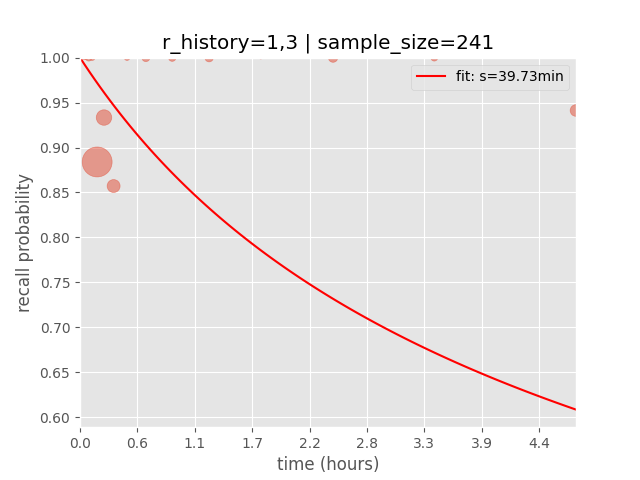 r_history=1,3 | sample_size=241
fit: s=39.73min
1.00
0.95
0.90
0.85
0.80
0.75
0.70
0.65
0.60
recall probability
0.0 0.6 1.1 1.7 2.2 2.8 3.3 3.9 4.4
time (hours)